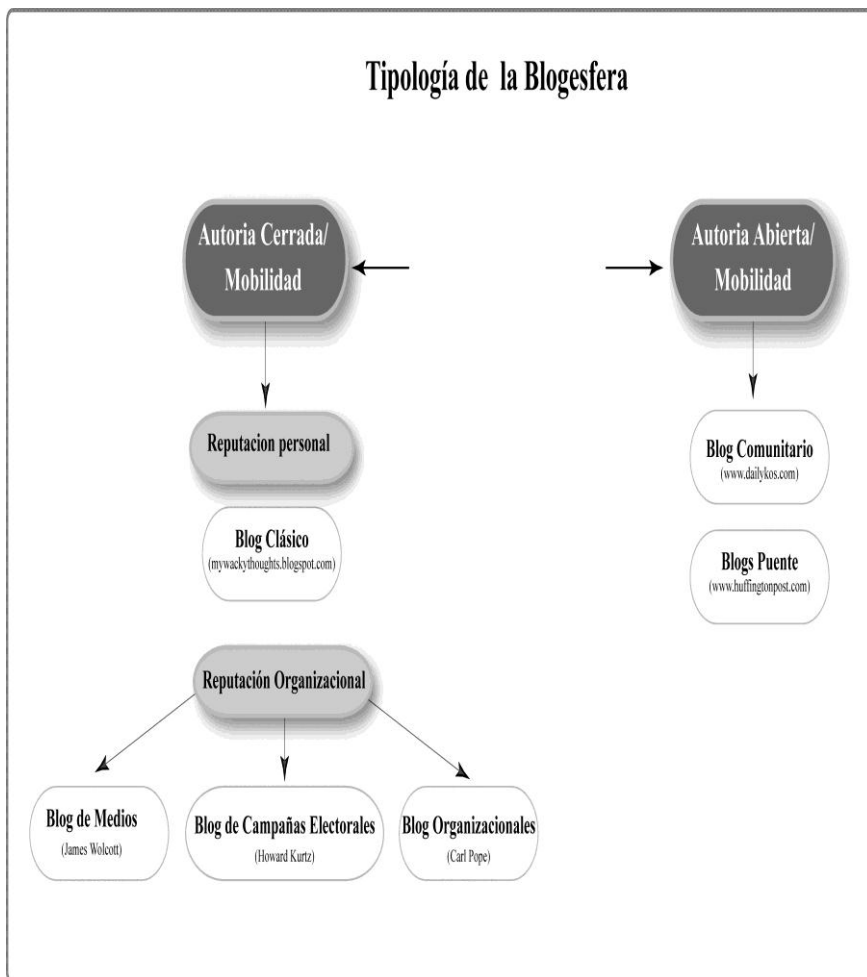 Tipología de la Blogesfera
Autoria Cerrada/
Mobilidad
Autoria Abierta/
Mobilidad
Reputacion personal
Blog Clásico
(mywackythoughts.blogspot.com)
Blog Comunitario
(www.dailykos.com)
Blogs Puente
(www.huffingtonpost.com)
Reputación Organizacional
Blog de Medios
(James Wolcott)
Blog de Campañas Electorales
(Howard Kurtz)
Blog Organizacionales
(Carl Pope)